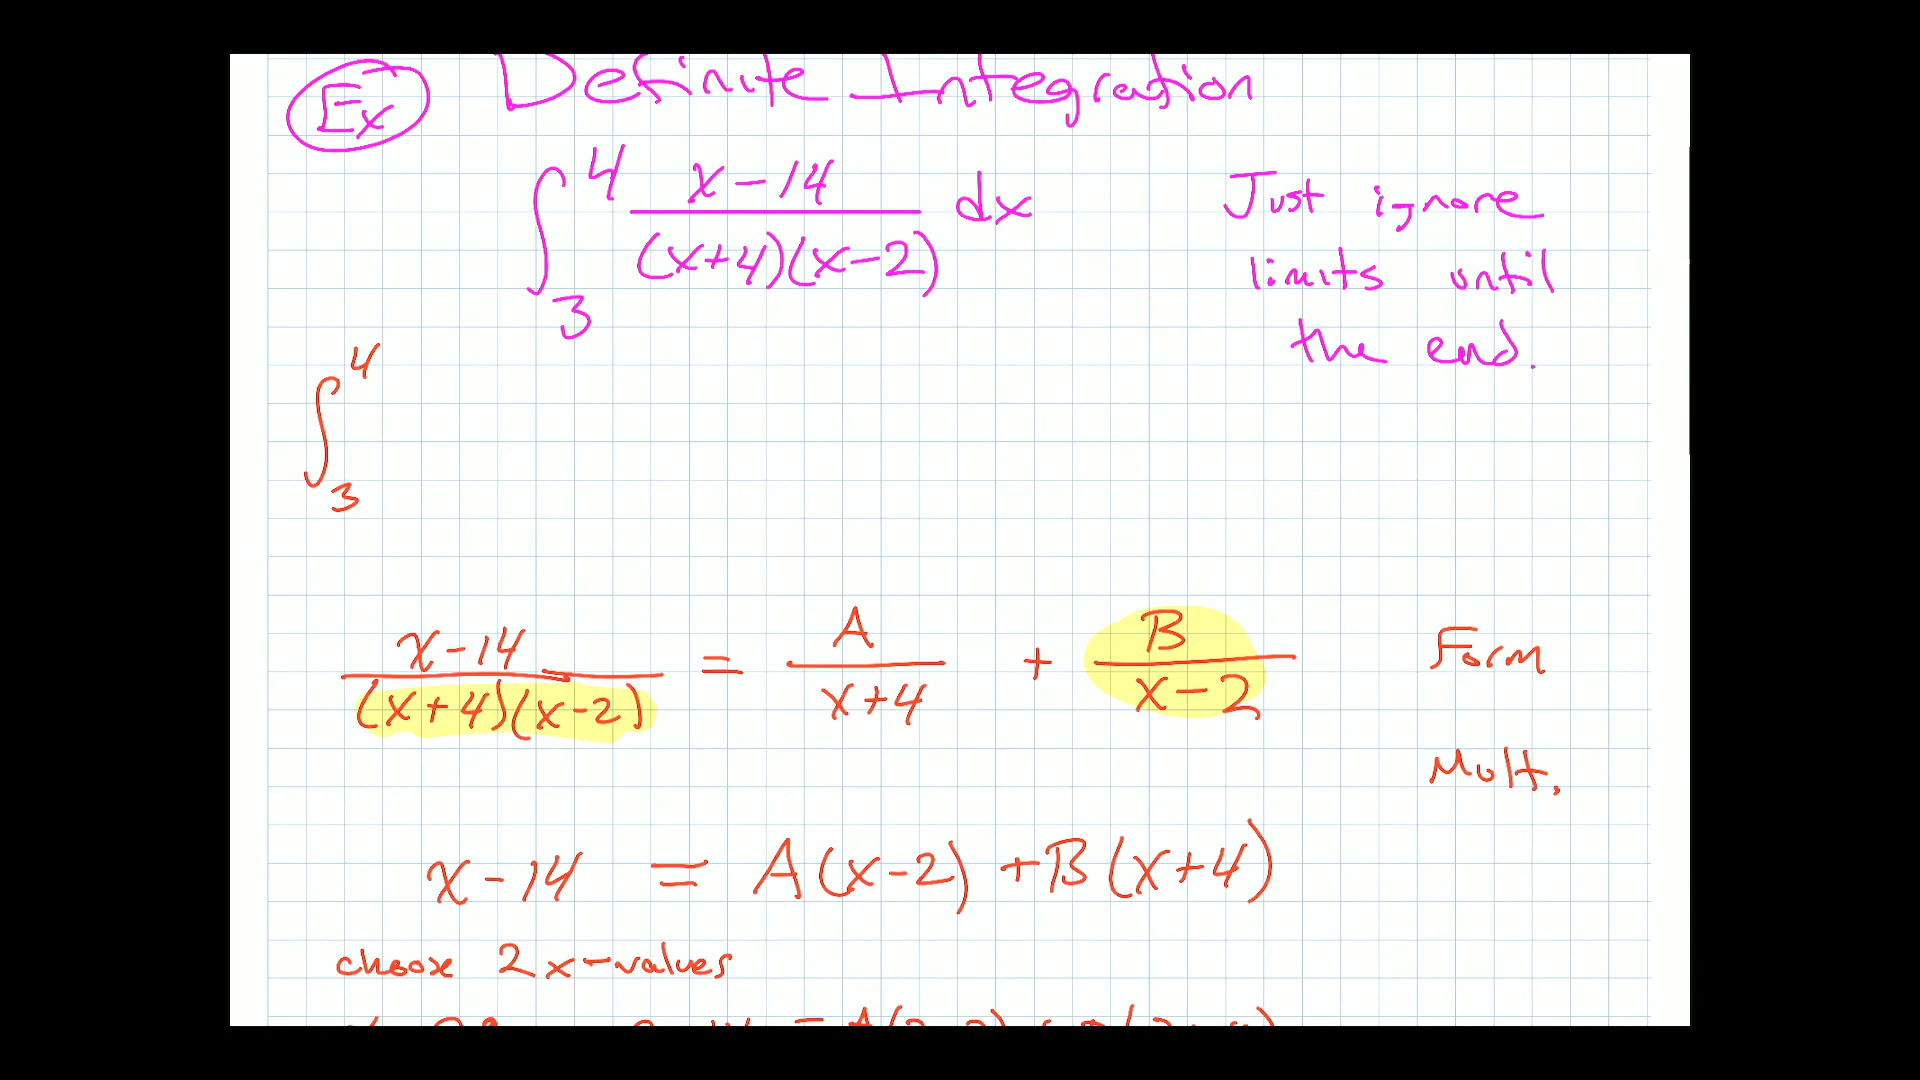 Ex Definite Integration
∫₃⁴ (x-14)/((x+4)(x-2)) dx
Just ignore
limits until
the end.
∫₃⁴
(x-14)/((x+4)(x-2)) = A/(x+4) + B/(x-2) Form
Mult.
x-14 = A(x-2) + B(x+4)
choose 2 x-values